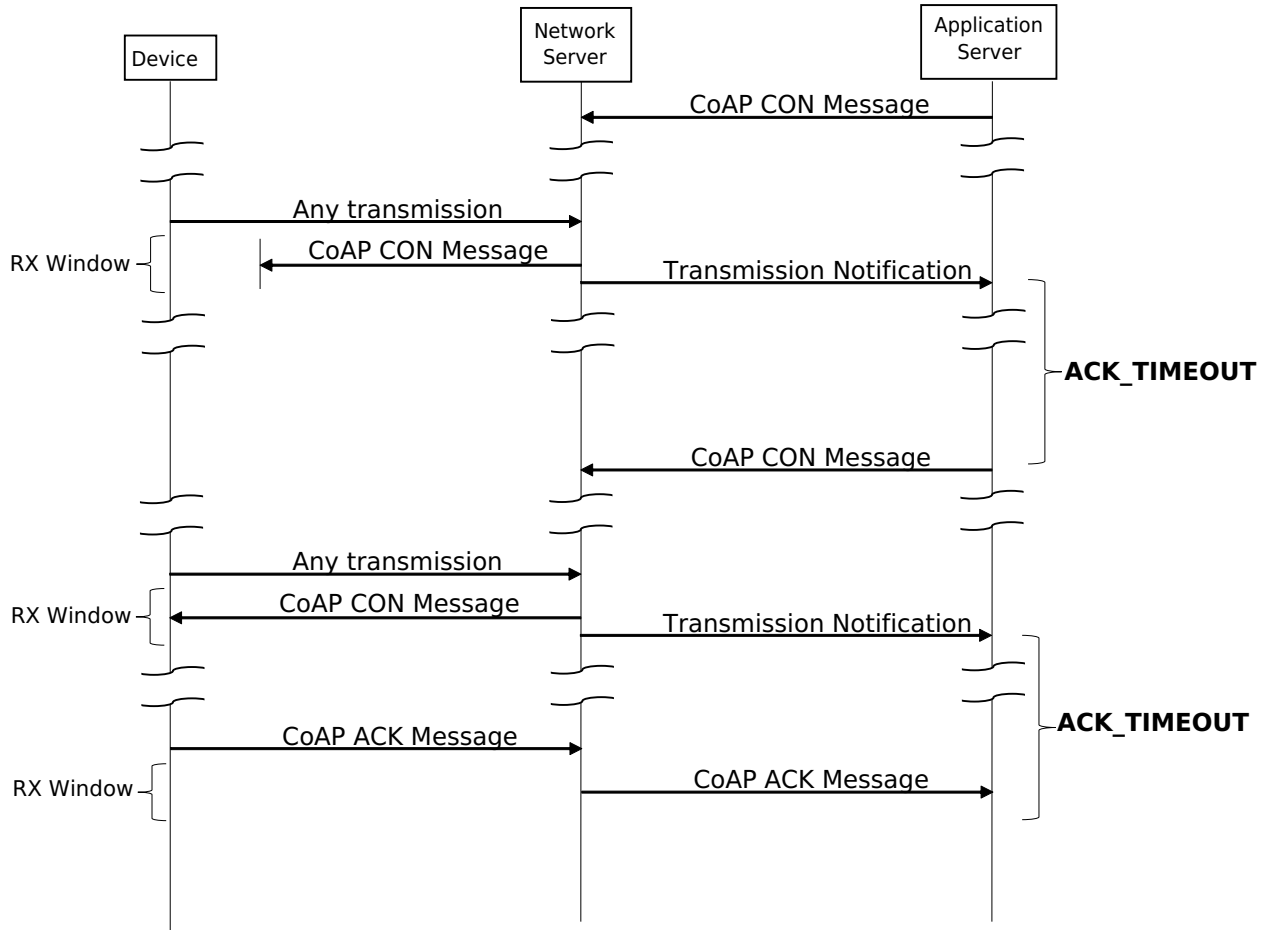 Device
Network
Server
Application
Server
CoAP CON Message
Any transmission
CoAP CON Message
RX Window
Transmission Notification
ACK_TIMEOUT
CoAP CON Message
Any transmission
CoAP CON Message
RX Window
Transmission Notification
ACK_TIMEOUT
CoAP ACK Message
RX Window
CoAP ACK Message